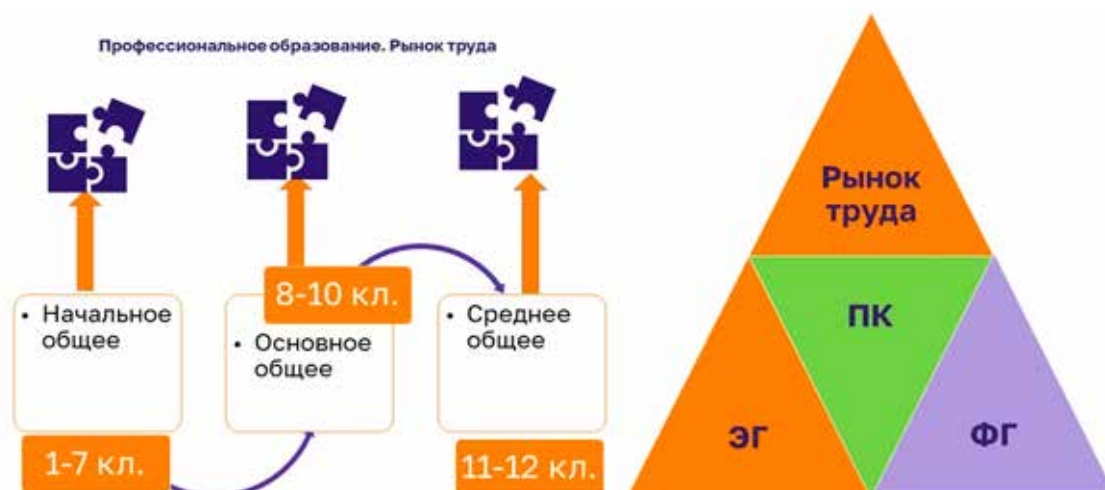 Профессиональное образование. Рынок труда
• Начальное
общее
1-7 кл.
8-10 кл.
• Основное
общее
• Среднее
общее
11-12 кл.
Рынок
труда
ПК
ЭГ
ФГ